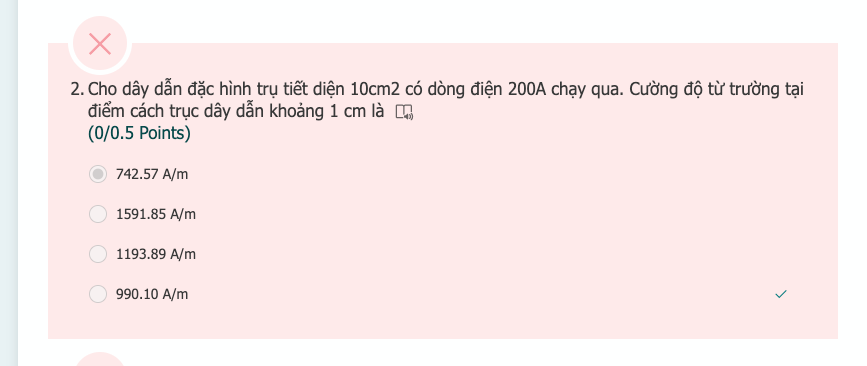 2. Cho dây dẫn đặc hình trụ tiết diện 10cm2 có dòng điện 200A chạy qua. Cường độ từ trường tại
điểm cách trục dây dẫn khoảng 1 cm là
(0/0.5 Points)
742.57 A/m
1591.85 A/m
1193.89 A/m
990.10 A/m